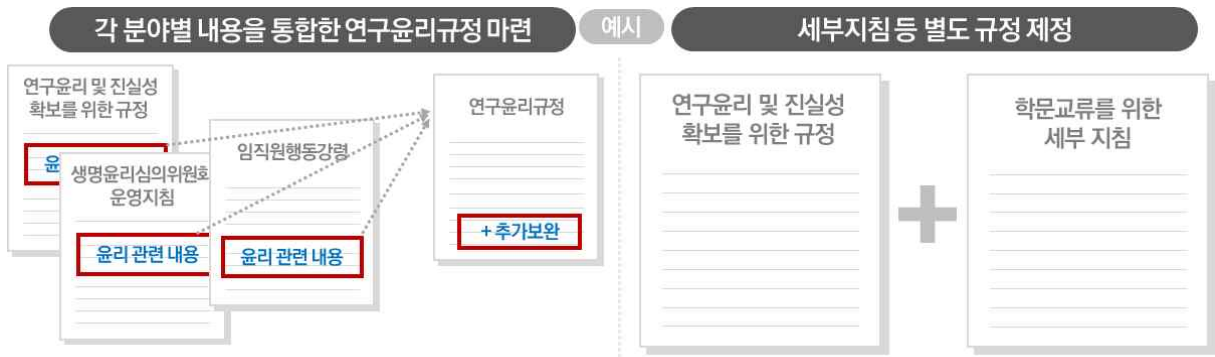 각 분야별 내용을 통합한 연구윤리규정 마련
예시
세부지침 등 별도 규정 제정
연구윤리 및 진실성
확보를 위한 규정
윤
생명윤리심의위원회
운영지침
윤리 관련 내용
임직원행동강령
윤리 관련 내용
연구윤리규정
+ 추가보완
연구윤리 및 진실성
확보를 위한 규정
+
학문교류를 위한
세부 지침